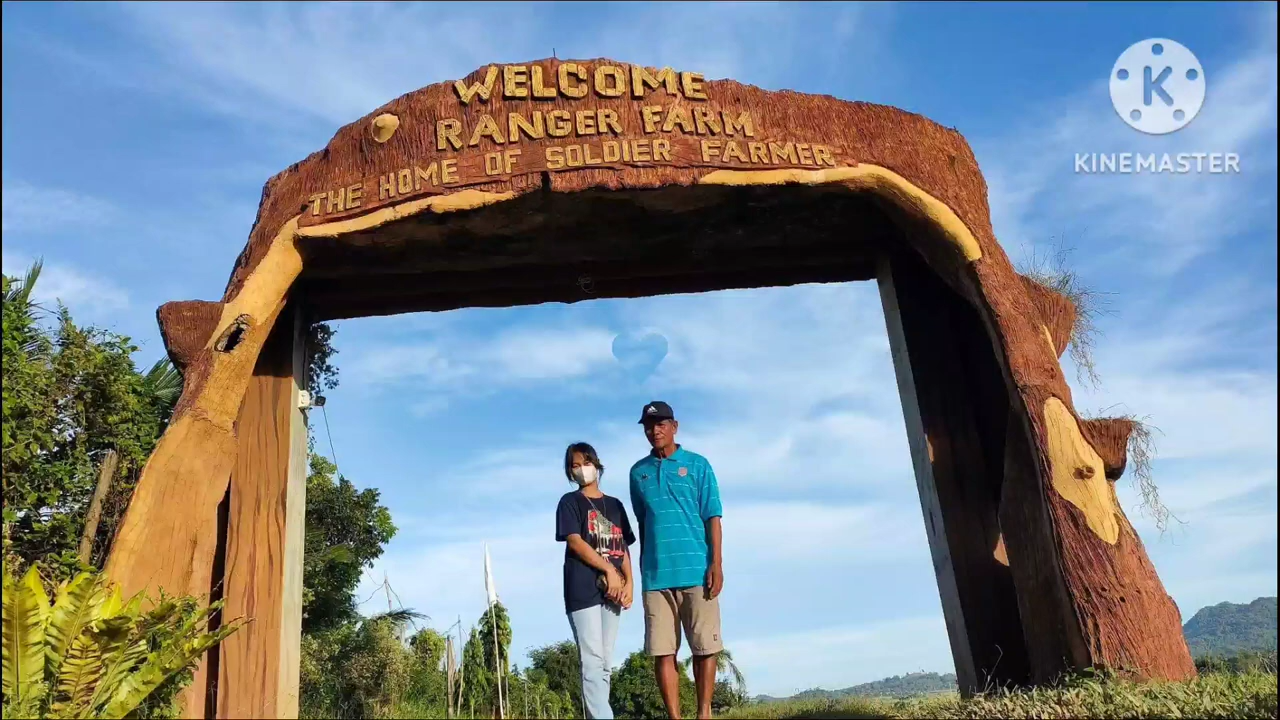 WELCOME
RANGER FARM
THE HOME OF SOLDIER FARMER
K
KINEMASTER